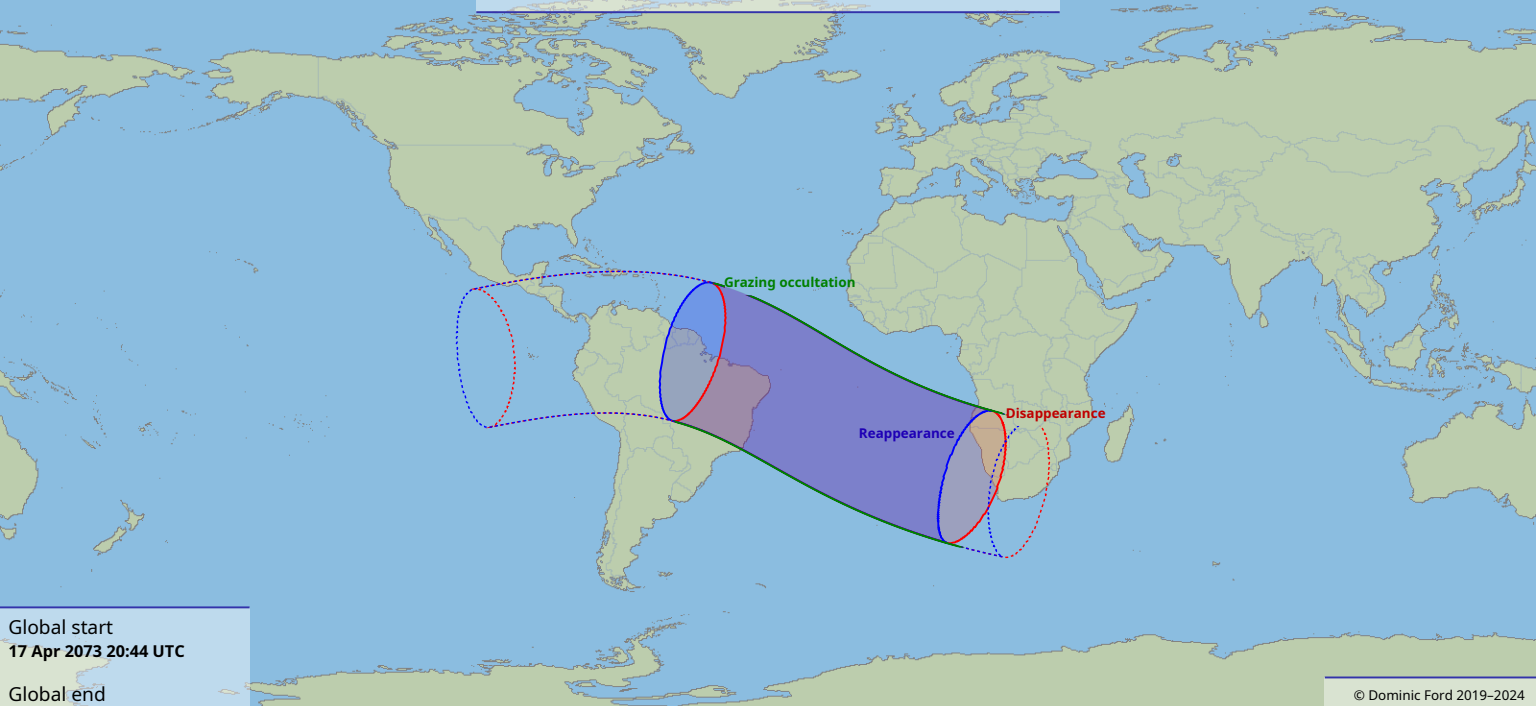 Grazing occultation
Disappearance
Reappearance
Global start
17 Apr 2073 20:44 UTC
Global end
© Dominic Ford 2019–2024